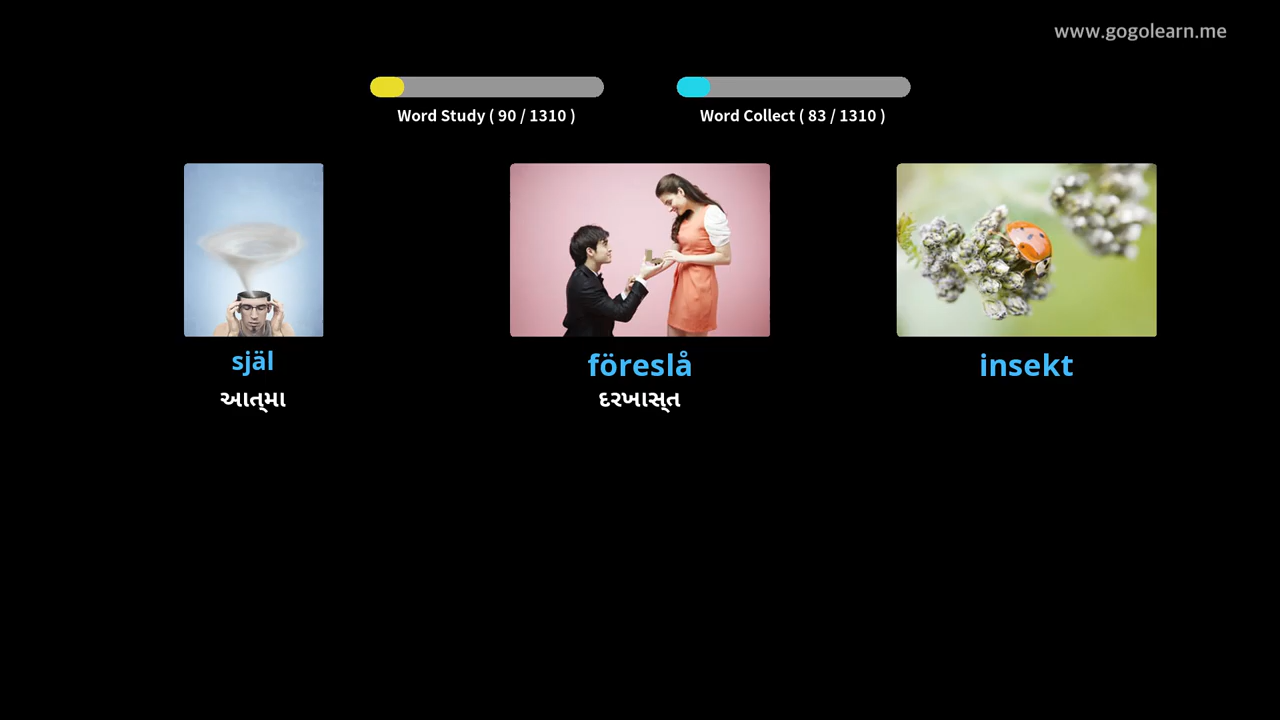 www.gogolearn.me
Word Study ( 90 / 1310 )
Word Collect ( 83 / 1310 )
själ
föreslå
insekt
આત્મા
દરખાસ્ત